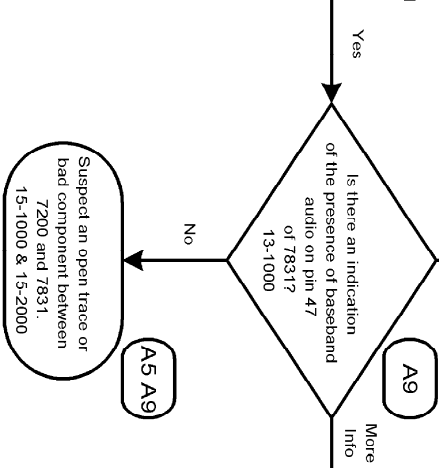 Yes
Is there an indication
of the presence of baseband
audio on pin 47
of 7831?
13-1000
A9
No
More
Info
Suspect an open trace or
bad component between
7200 and 7831.
15-1000 & 15-2000
A5 A9